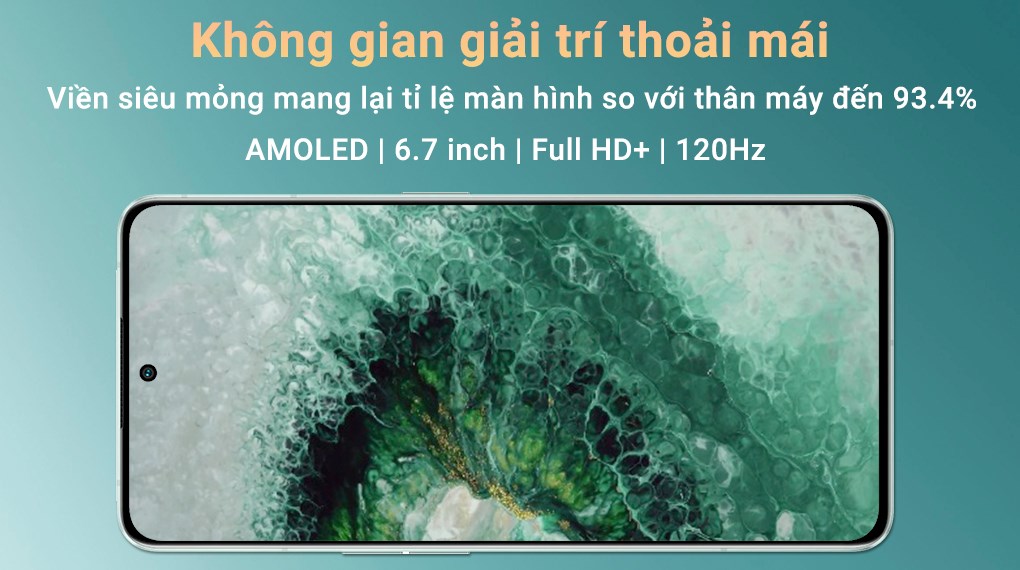 Không gian giải trí thoải mái
Viền siêu mỏng mang lại tỉ lệ màn hình so với thân máy đến 93.4%
AMOLED | 6.7 inch | Full HD+ | 120Hz